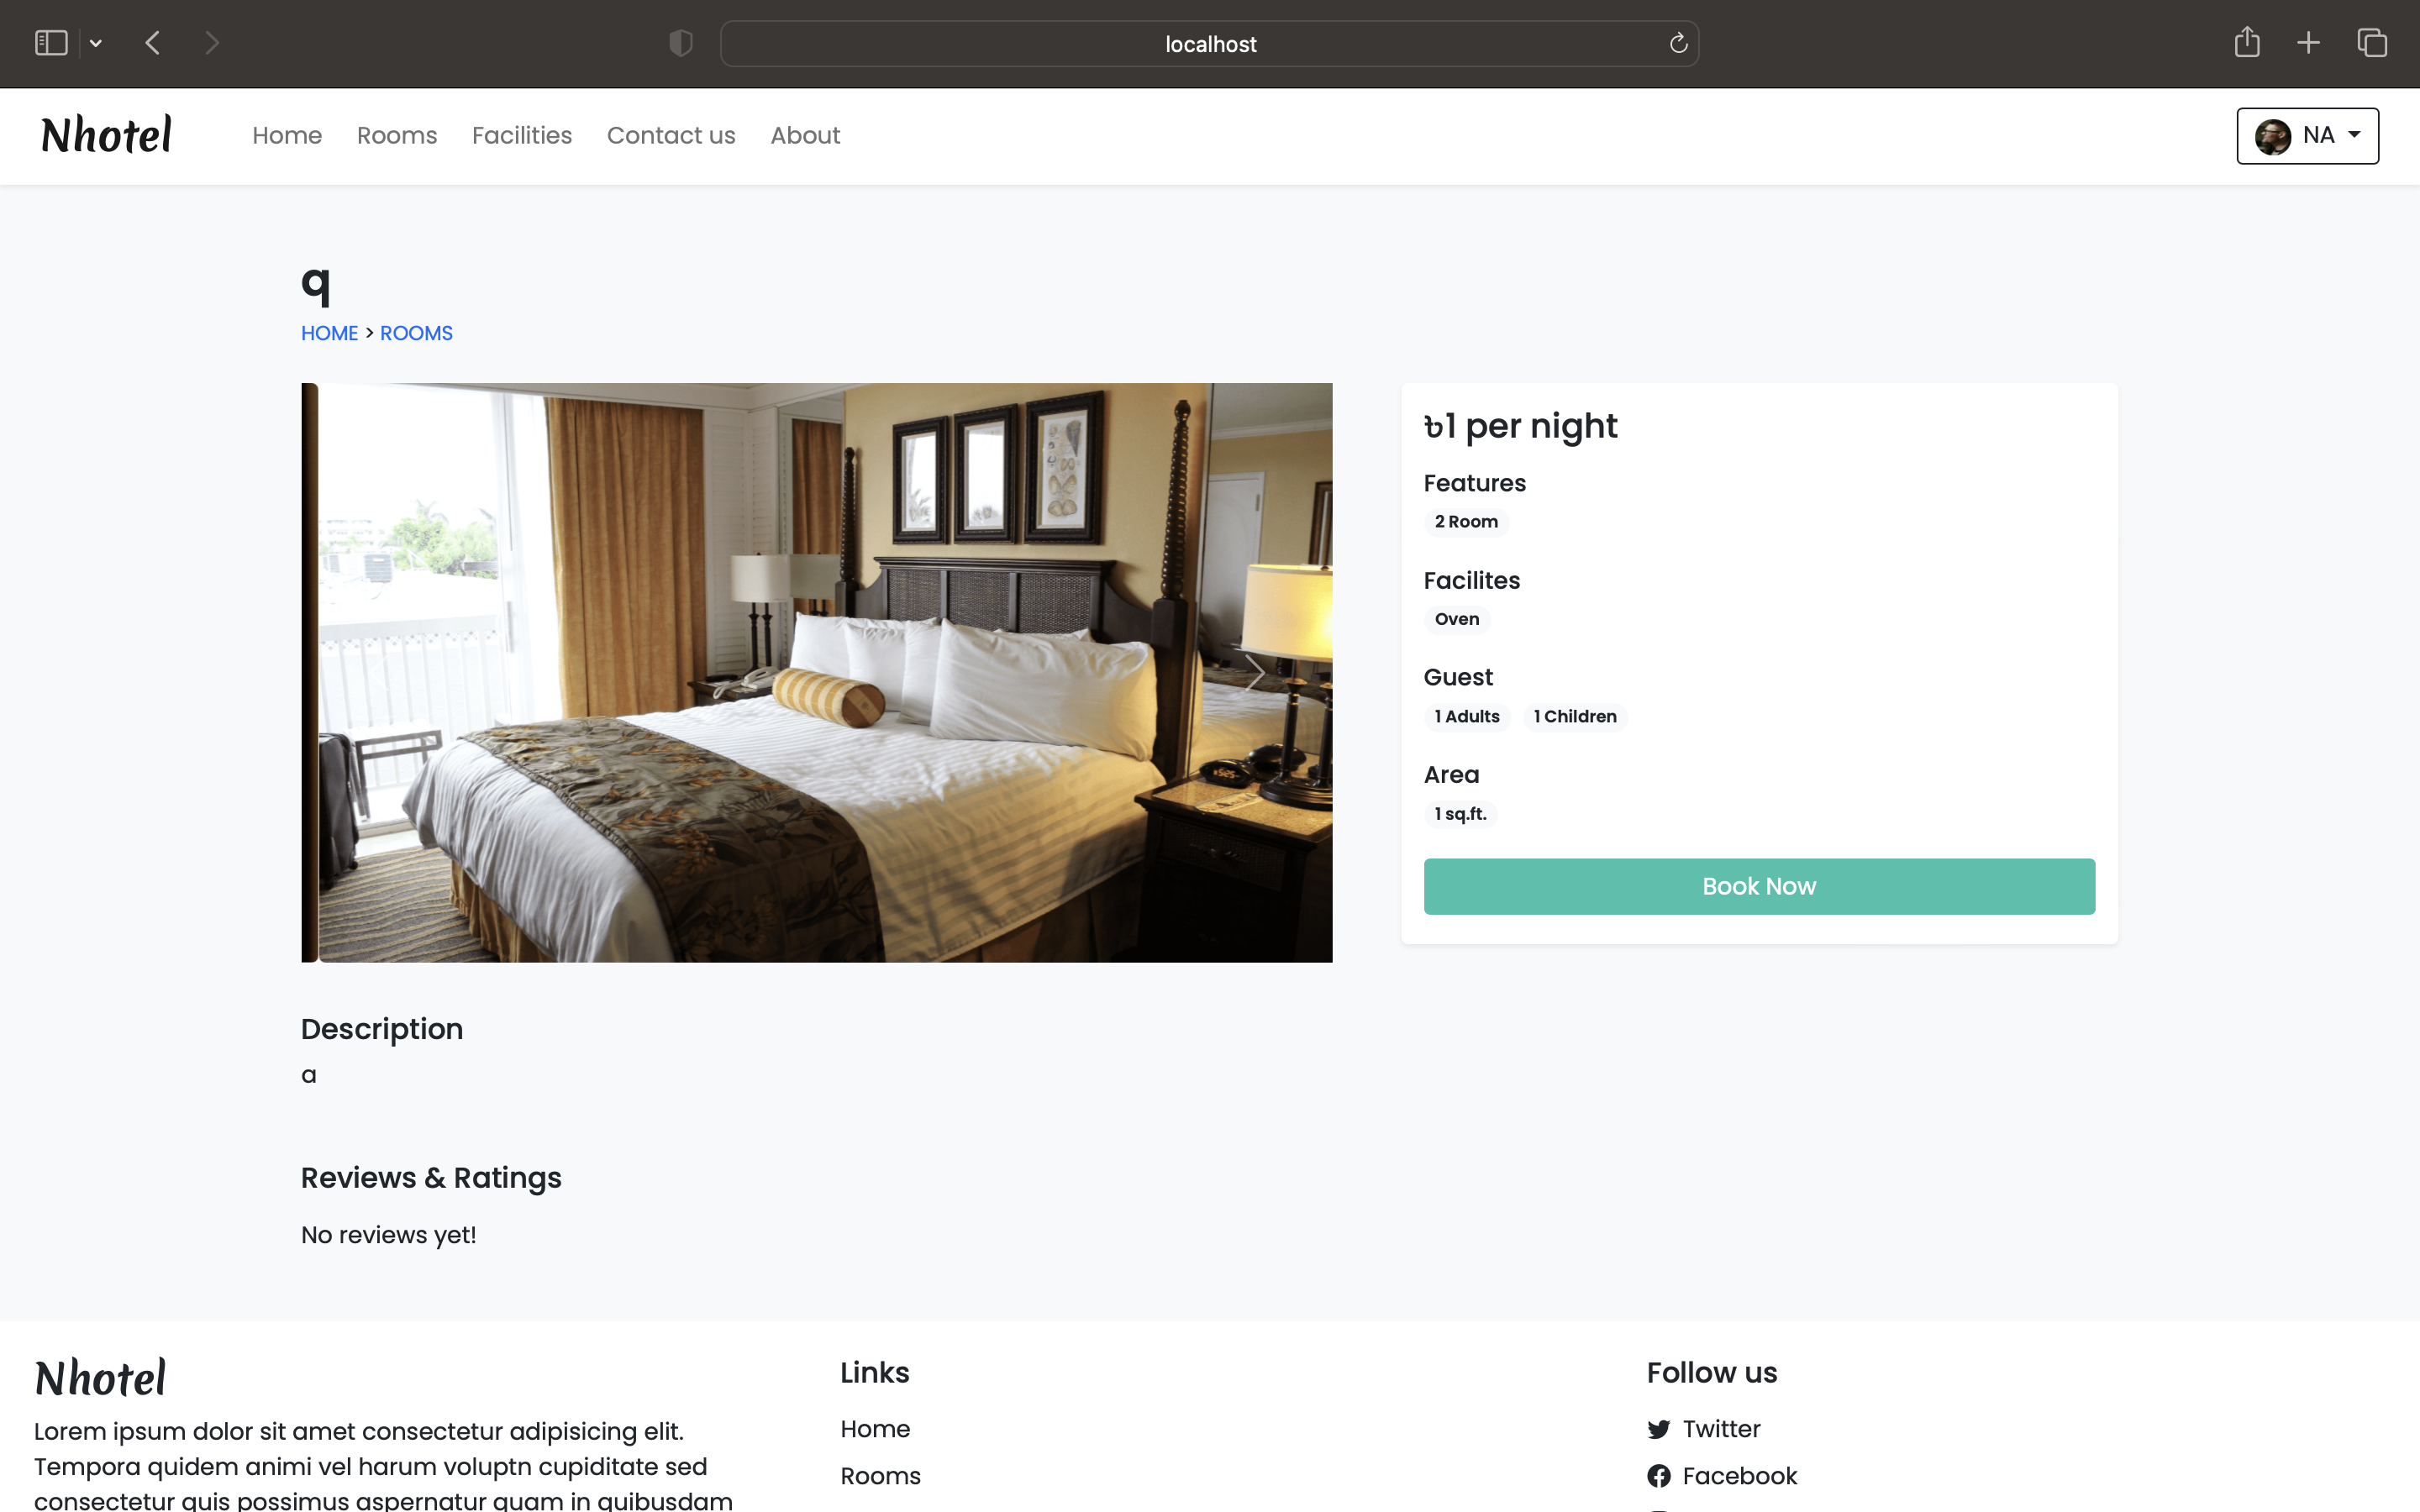 localhost
Nhotel
Home Rooms Facilities Contact us About
NA
q
HOME > ROOMS
৳1 per night
Features
2 Room
Facilites
Oven
Guest
1 Adults 1 Children
Area
1 sq.ft.
Book Now
Description
a
Reviews & Ratings
No reviews yet!
Nhotel
Lorem ipsum dolor sit amet consectetur adipisicing elit.
Tempora quidem animi vel harum voluptn cupiditate sed
consectetur quis possimus aspernatur quam in quibusdam
Links
Home
Rooms
Follow us
Twitter
Facebook